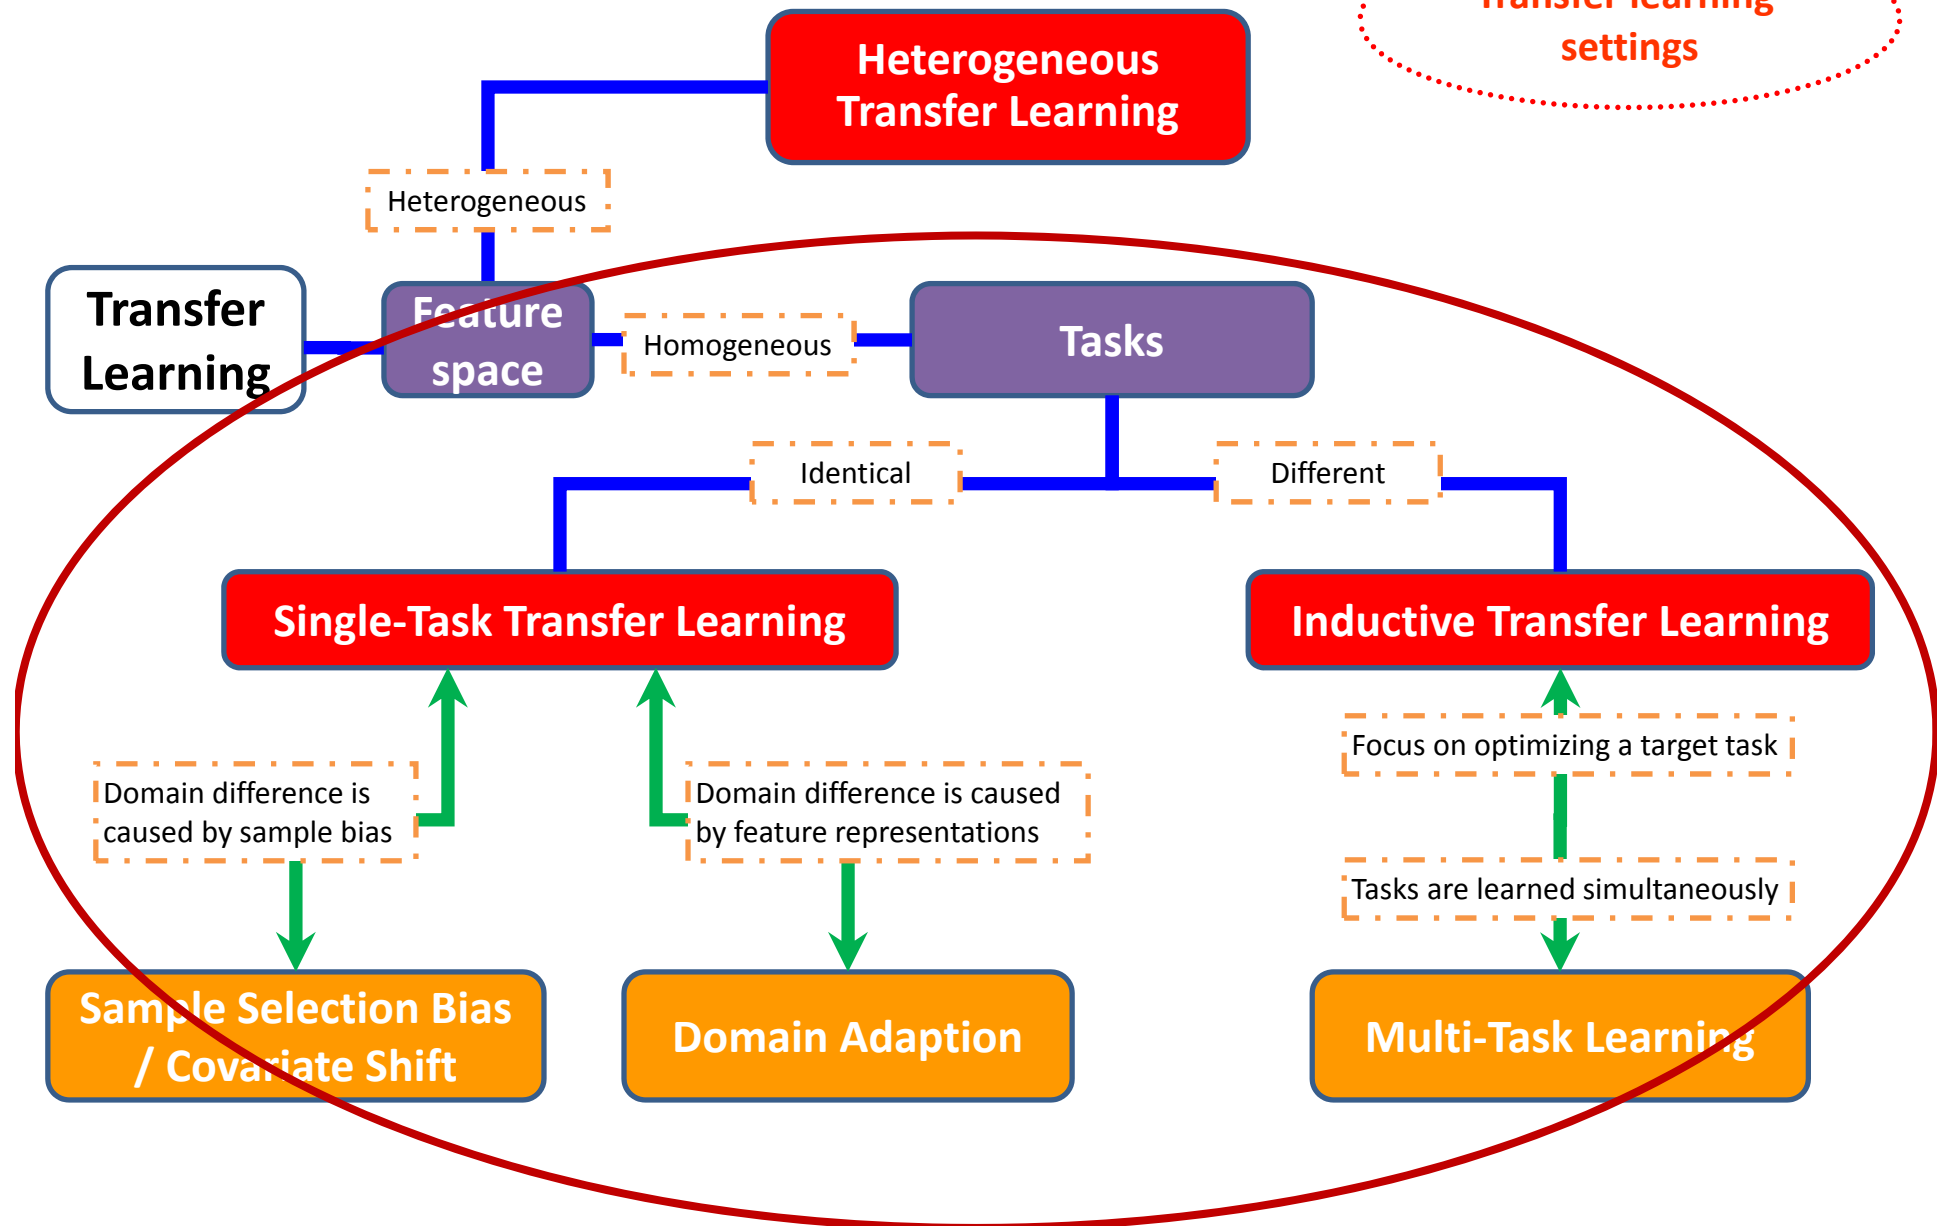 Transfer learning
settings
Heterogeneous
Transfer Learning
Heterogeneous
Transfer
Learning
Feature
space
Homogeneous
Tasks
Identical
Different
Single-Task Transfer Learning
Inductive Transfer Learning
Focus on optimizing a target task
Domain difference is
caused by sample bias
Domain difference is caused
by feature representations
Tasks are learned simultaneously
Sample Selection Bias
/ Covariate Shift
Domain Adaption
Multi-Task Learning